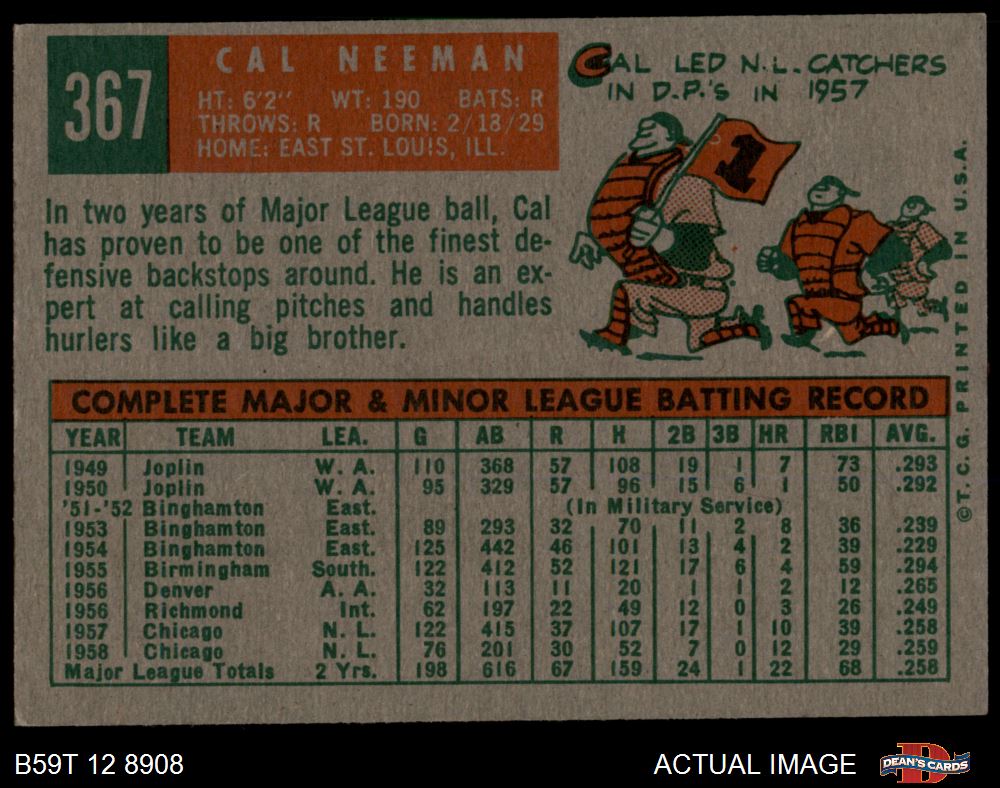 367
CAL NEEMAN
HT: 6'2" WT: 190 BATS: R
THROWS: R BORN: 2/18/29
HOME: EAST ST. LOUIS, ILL.
CAL LED N.L. CATCHERS
IN D.P.'S IN 1957
1
In two years of Major League ball, Cal
has proven to be one of the finest de-
fensive backstops around. He is an ex-
pert at calling pitches and handles
hurlers like a big brother.
COMPLETE MAJOR & MINOR LEAGUE BATTING RECORD
YEAR TEAM LEA. G AB R H 2B 3B HR RBI AVG.
1949 Joplin W. A. 110 368 57 108 19 1 7 73 .293
1950 Joplin W. A. 95 329 57 96 15 6 1 50 .292
'51-'52 Binghamton East. (In Military Service)
1953 Binghamton East. 89 293 32 70 11 2 8 36 .239
1954 Binghamton East. 125 442 46 101 13 4 2 39 .229
1955 Birmingham South. 122 412 52 121 17 6 4 59 .294
1956 Denver A. A. 32 113 11 20 1 1 2 12 .265
1956 Richmond Int. 62 197 22 49 12 0 3 26 .249
1957 Chicago N. L. 122 415 37 107 17 1 10 39 .258
1958 Chicago N. L. 76 201 30 52 7 0 12 29 .259
Major League Totals 2 Yrs. 198 616 67 159 24 1 22 68 .258
©T.C.G. PRINTED IN U.S.A.
B59T 12 8908
ACTUAL IMAGE
DEAN'S CARDS